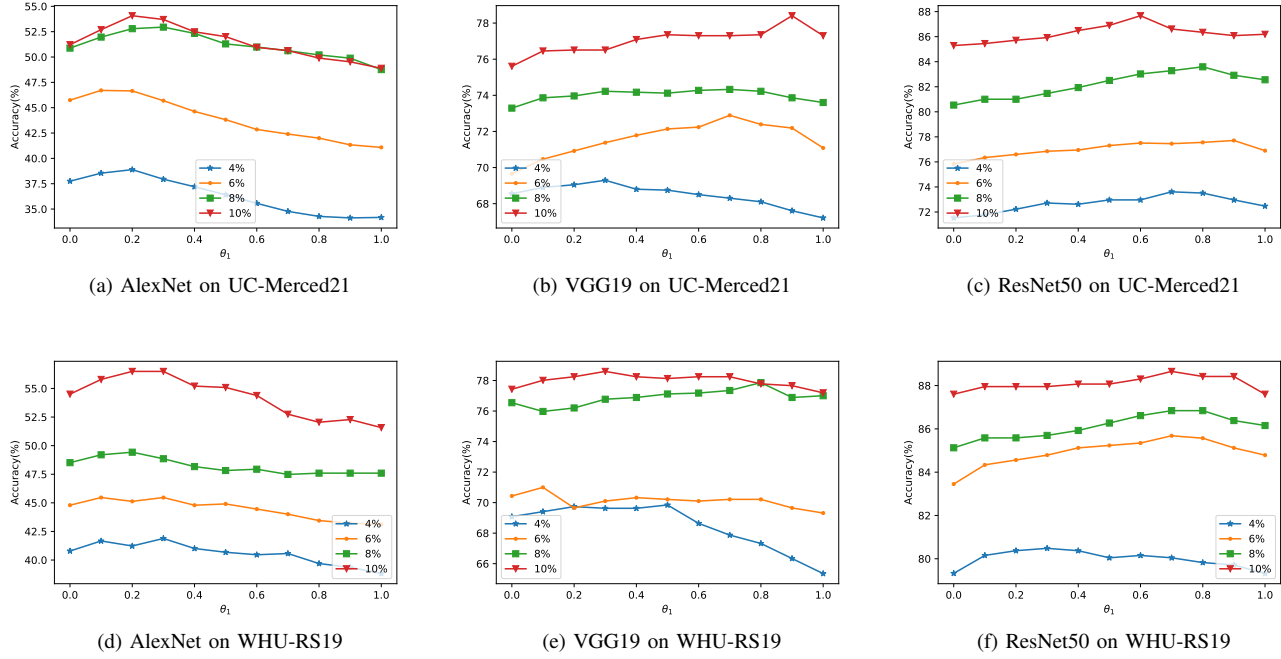 55.0
52.5
50.0
47.5
45.0
42.5
40.0
37.5
35.0
Accuracy(%)
4%
6%
8%
10%
0.0 0.2 0.4 0.6 0.8 1.0
θ1
(a) AlexNet on UC-Merced21
78
76
74
72
70
68
Accuracy(%)
4%
6%
8%
10%
0.0 0.2 0.4 0.6 0.8 1.0
θ1
(b) VGG19 on UC-Merced21
88
86
84
82
80
78
76
74
72
Accuracy(%)
4%
6%
8%
10%
0.0 0.2 0.4 0.6 0.8 1.0
θ1
(c) ResNet50 on UC-Merced21
55.0
52.5
50.0
47.5
45.0
42.5
40.0
Accuracy(%)
4%
6%
8%
10%
0.0 0.2 0.4 0.6 0.8 1.0
θ1
(d) AlexNet on WHU-RS19
78
76
74
72
70
68
66
Accuracy(%)
4%
6%
8%
10%
0.0 0.2 0.4 0.6 0.8 1.0
θ1
(e) VGG19 on WHU-RS19
88
86
84
82
80
Accuracy(%)
4%
6%
8%
10%
0.0 0.2 0.4 0.6 0.8 1.0
θ1
(f) ResNet50 on WHU-RS19